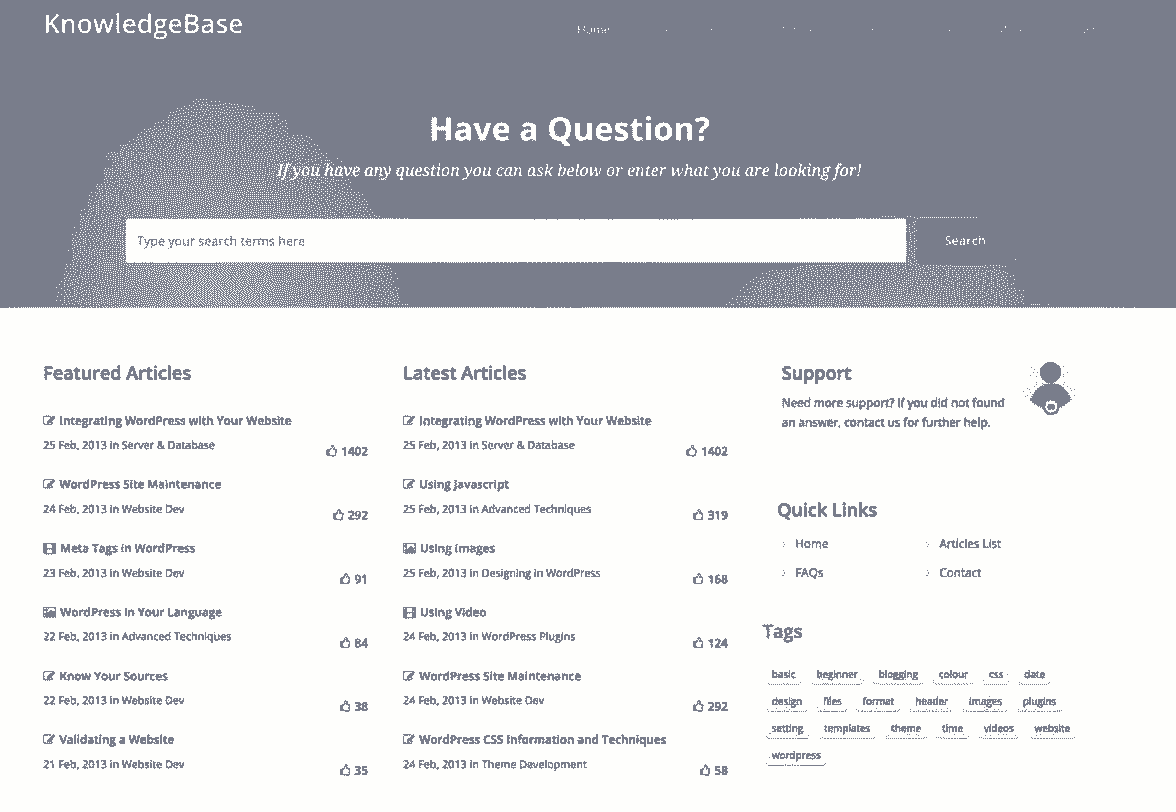 KnowledgeBase
Home
Have a Question?
If you have any question you can ask below or enter what you are looking for!
Type your search terms here
Search
Featured Articles
Integrating WordPress with Your Website
25 Feb, 2013 in Server & Database
1402
WordPress Site Maintenance
24 Feb, 2013 in Website Dev
292
Meta Tags in WordPress
23 Feb, 2013 in Website Dev
91
WordPress in Your Language
22 Feb, 2013 in Advanced Techniques
84
Know Your Sources
22 Feb, 2013 in Website Dev
38
Validating a Website
21 Feb, 2013 in Website Dev
35
Latest Articles
Integrating WordPress with Your Website
25 Feb, 2013 in Server & Database
1402
Using Javascript
25 Feb, 2013 in Advanced Techniques
319
Using Images
25 Feb, 2013 in Designing in WordPress
168
Using Video
24 Feb, 2013 in WordPress Plugins
124
WordPress Site Maintenance
24 Feb, 2013 in Website Dev
292
WordPress CSS Information and Techniques
24 Feb, 2013 in Theme Development
58
Support
Need more support? If you did not found
an answer, contact us for further help.
Quick Links
Home Articles List
FAQs Contact
Tags
basic beginner blogging colour css date
design files format header images plugins
setting templates theme time videos website
wordpress